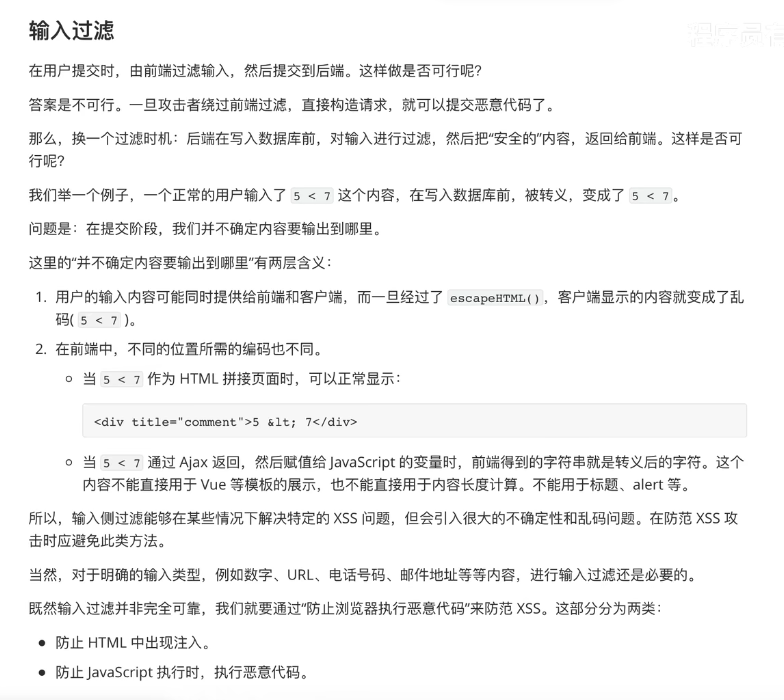 输入过滤
在用户提交时，由前端过滤输入，然后提交到后端。这样做是否可行呢？
答案是不可行。一旦攻击者绕过前端过滤，直接构造请求，就可以提交恶意代码了。
那么，换一个过滤时机：后端在写入数据库前，对输入进行过滤，然后把“安全的”内容，返回给前端。这样是否可
行呢？
我们举一个例子，一个正常的用户输入了 5 < 7 这个内容，在写入数据库前，被转义，变成了 5 < 7 。
问题是：在提交阶段，我们并不确定内容要输出到哪里。
这里的“并不确定内容要输出到哪里”有两层含义：
1. 用户的输入内容可能同时提供给前端和客户端，而一旦经过了 escapeHTML()，客户端显示的内容就变成了乱
码( 5 < 7 )。
2. 在前端中，不同的位置所需的编码也不同。
○ 当 5 < 7 作为 HTML 拼接页面时，可以正常显示：
<div title="comment">5 &lt; 7</div>
○ 当 5 < 7 通过 Ajax 返回，然后赋值给 JavaScript 的变量时，前端得到的字符串就是转义后的字符。这个
内容不能直接用于 Vue 等模板的展示，也不能直接用于内容长度计算。不能用于标题、alert 等。
所以，输入侧过滤能够在某些情况下解决特定的 XSS 问题，但会引入很大的不确定性和乱码问题。在防范 XSS 攻
击时应避免此类方法。
当然，对于明确的输入类型，例如数字、URL、电话号码、邮件地址等等内容，进行输入过滤还是必要的。
既然输入过滤并非完全可靠，我们就要通过“防止浏览器执行恶意代码”来防范 XSS。这部分分为两类：
● 防止 HTML 中出现注入。
● 防止 JavaScript 执行时，执行恶意代码。